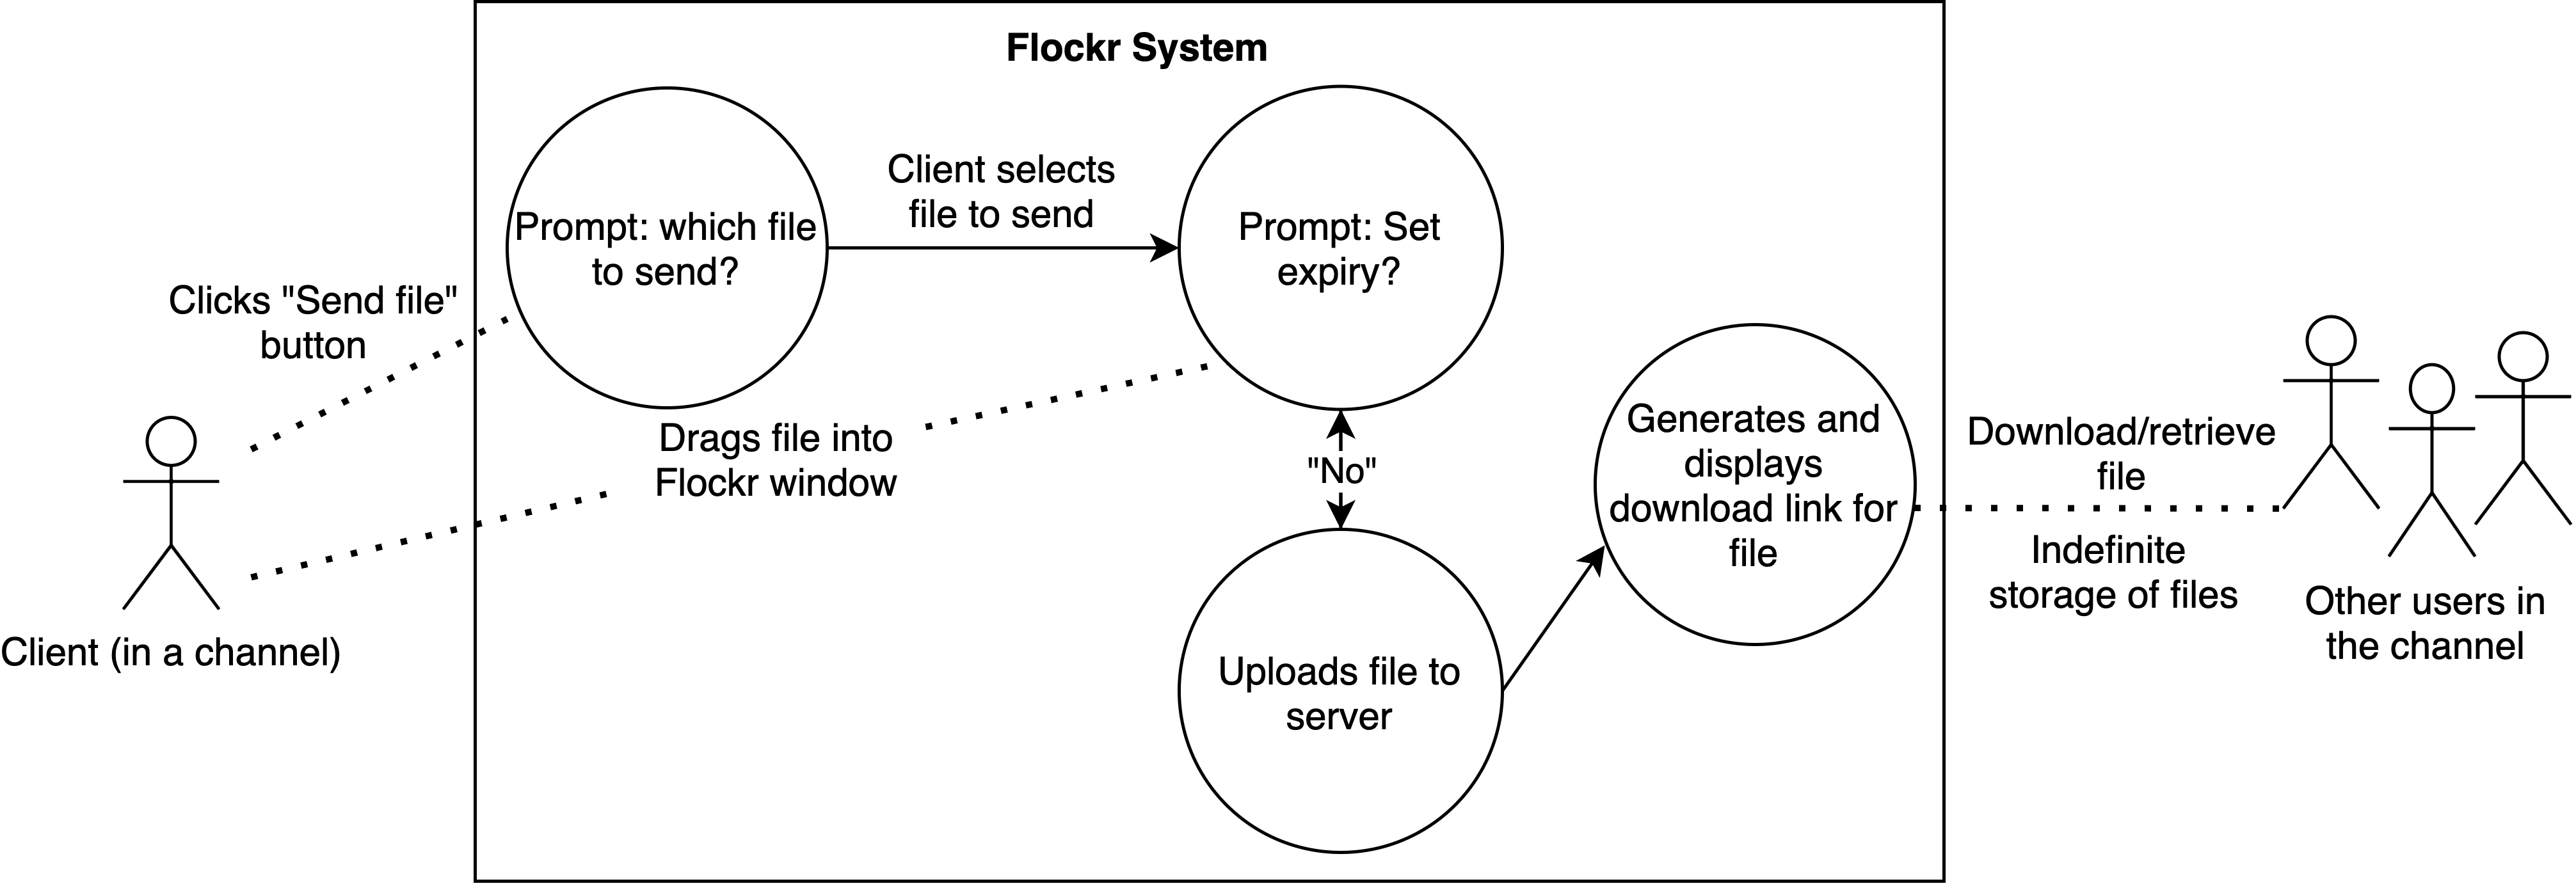 Flockr System
Clicks "Send file"
button
Client (in a channel)
Prompt: which file
to send?
Client selects
file to send
Prompt: Set
expiry?
Drags file into
Flockr window
"No"
Uploads file to
server
Generates and
displays
download link for
file
Download/retrieve
file
Indefinite
storage of files
Other users in
the channel